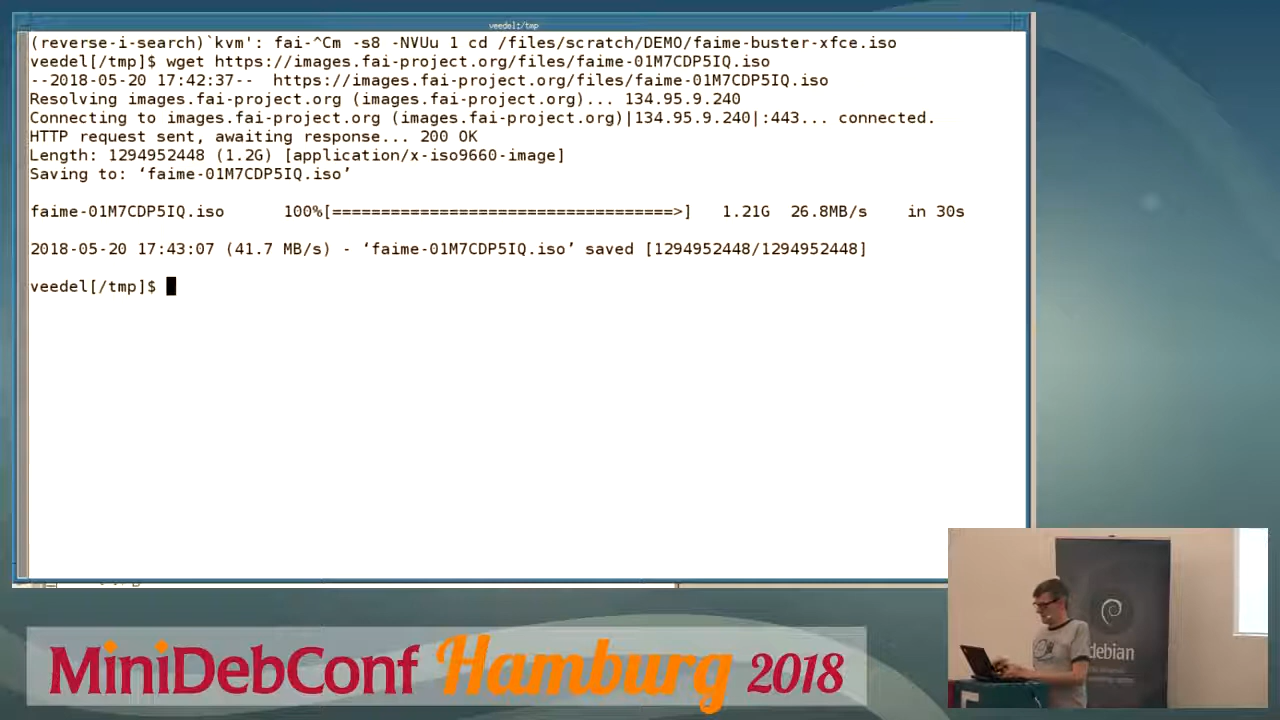 veedel:/tmp
(reverse-i-search)`kvm': fai-^Cm -s8 -NVUu 1 cd /files/scratch/DEMO/faime-buster-xfce.iso
veedel[/tmp]$ wget https://images.fai-project.org/files/faime-01M7CDP5IQ.iso
--2018-05-20 17:42:37-- https://images.fai-project.org/files/faime-01M7CDP5IQ.iso
Resolving images.fai-project.org (images.fai-project.org)... 134.95.9.240
Connecting to images.fai-project.org (images.fai-project.org)|134.95.9.240|:443... connected.
HTTP request sent, awaiting response... 200 OK
Length: 1294952448 (1.2G) [application/x-iso9660-image]
Saving to: ‘faime-01M7CDP5IQ.iso’
faime-01M7CDP5IQ.iso 100%[===================================>] 1.21G 26.8MB/s in 30s
2018-05-20 17:43:07 (41.7 MB/s) - ‘faime-01M7CDP5IQ.iso’ saved [1294952448/1294952448]
veedel[/tmp]$
debian
MiniDebConf Hamburg 2018